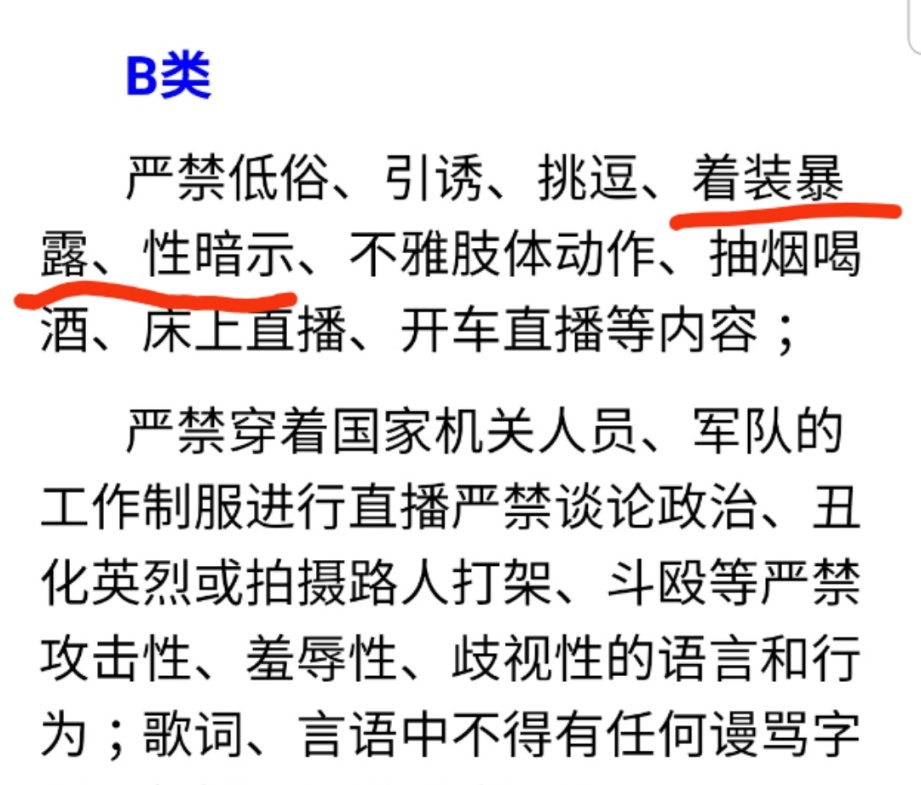 B类
严禁低俗、引诱、挑逗、着装暴
露、性暗示、不雅肢体动作、抽烟喝
酒、床上直播、开车直播等内容；
严禁穿着国家机关人员、军队的
工作制服进行直播严禁谈论政治、丑
化英烈或拍摄路人打架、斗殴等严禁
攻击性、羞辱性、歧视性的语言和行
为；歌词、言语中不得有任何谩骂字